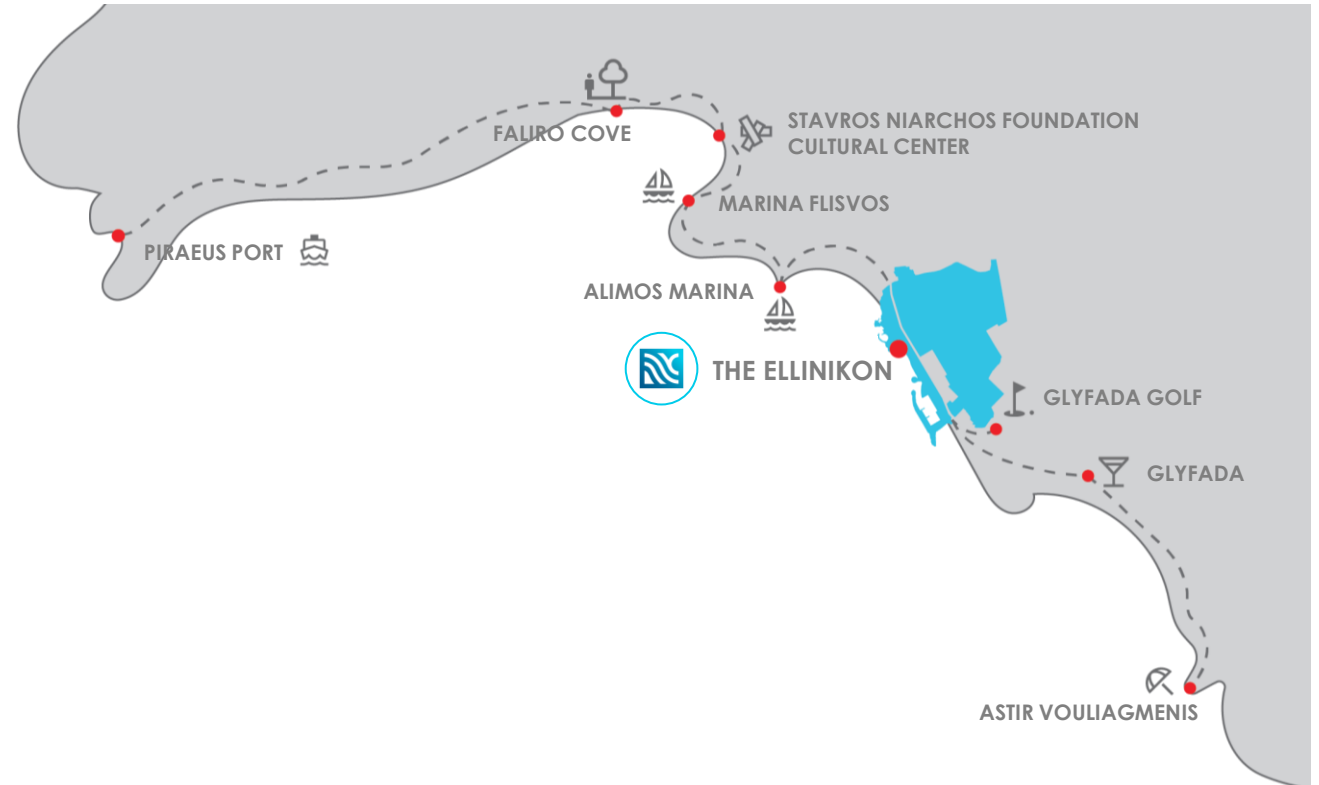 FALIRO COVE
STAVROS NIARCHOS FOUNDATION
CULTURAL CENTER
MARINA FLISVOS
PIRAEUS PORT
ALIMOS MARINA
THE ELLINIKON
GLYFADA GOLF
GLYFADA
ASTIR VOULIAGMENIS